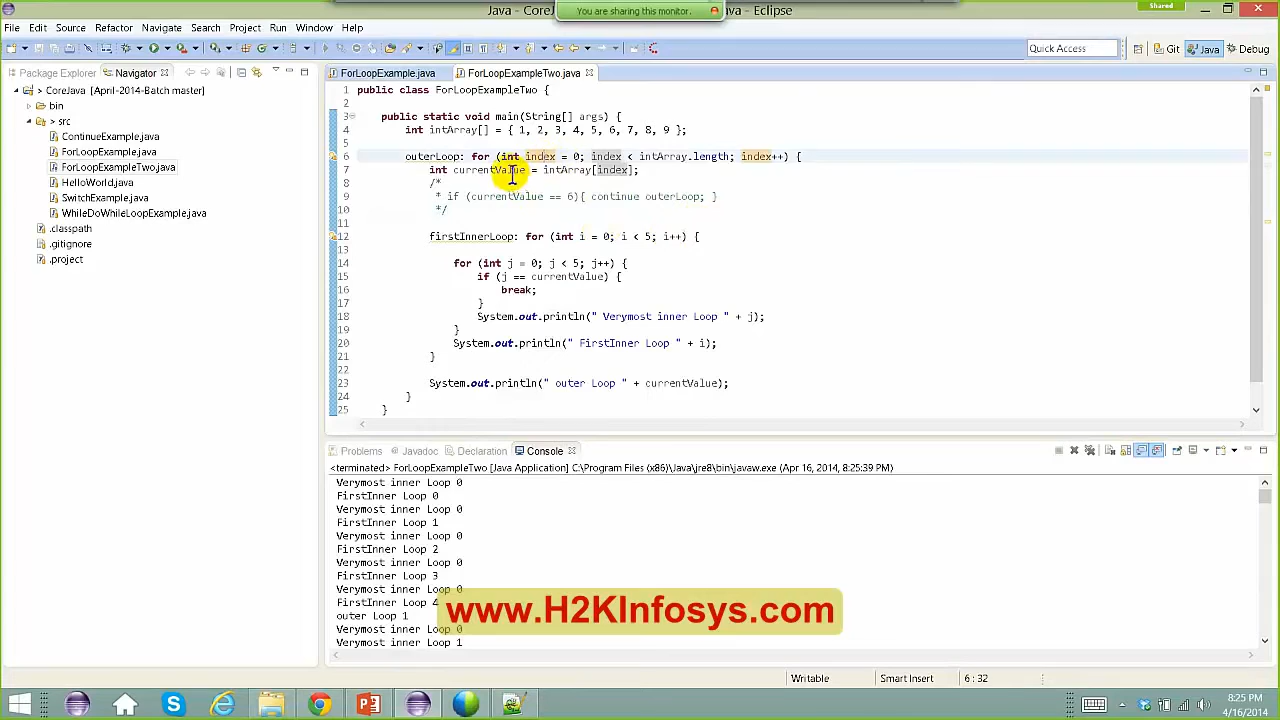 You are sharing this monitor.
Shared
Java - CoreJ
va - Eclipse
File Edit Source Refactor Navigate Search Project Run Window Help
Quick Access
Git
Java
Debug
Package Explorer
Navigator
CoreJava [April-2014-Batch master]
bin
> src
ContinueExample.java
ForLoopExample.java
ForLoopExampleTwo.java
HelloWorld.java
SwitchExample.java
WhileDoWhileLoopExample.java
.classpath
.gitignore
.project
ForLoopExample.java
ForLoopExampleTwo.java
1 public class ForLoopExampleTwo {
2
3 public static void main(String[] args) {
4 int intArray[] = { 1, 2, 3, 4, 5, 6, 7, 8, 9 };
5
6 outerLoop: for (int index = 0; index < intArray.length; index++) {
7 int currentValue = intArray[index];
8 /*
9 * if (currentValue == 6){ continue outerLoop; }
10 */
11
12 firstInnerLoop: for (int i = 0; i < 5; i++) {
13
14 for (int j = 0; j < 5; j++) {
15 if (j == currentValue) {
16 break;
17 }
18 System.out.println(" Verymost inner Loop " + j);
19 }
20 System.out.println(" FirstInner Loop " + i);
21 }
22
23 System.out.println(" outer Loop " + currentValue);
24 }
25 }
Problems
Javadoc
Declaration
Console
<terminated> ForLoopExampleTwo [Java Application] C:\Program Files (x86)\Java\jre8\bin\javaw.exe (Apr 16, 2014, 8:25:39 PM)
Verymost inner Loop 0
FirstInner Loop 0
Verymost inner Loop 0
FirstInner Loop 1
Verymost inner Loop 0
FirstInner Loop 2
Verymost inner Loop 0
FirstInner Loop 3
Verymost inner Loop 0
FirstInner Loop 4
outer Loop 1
Verymost inner Loop 0
Verymost inner Loop 1
www.H2KInfosys.com
Writable
Smart Insert
6 : 32
8:25 PM
4/16/2014